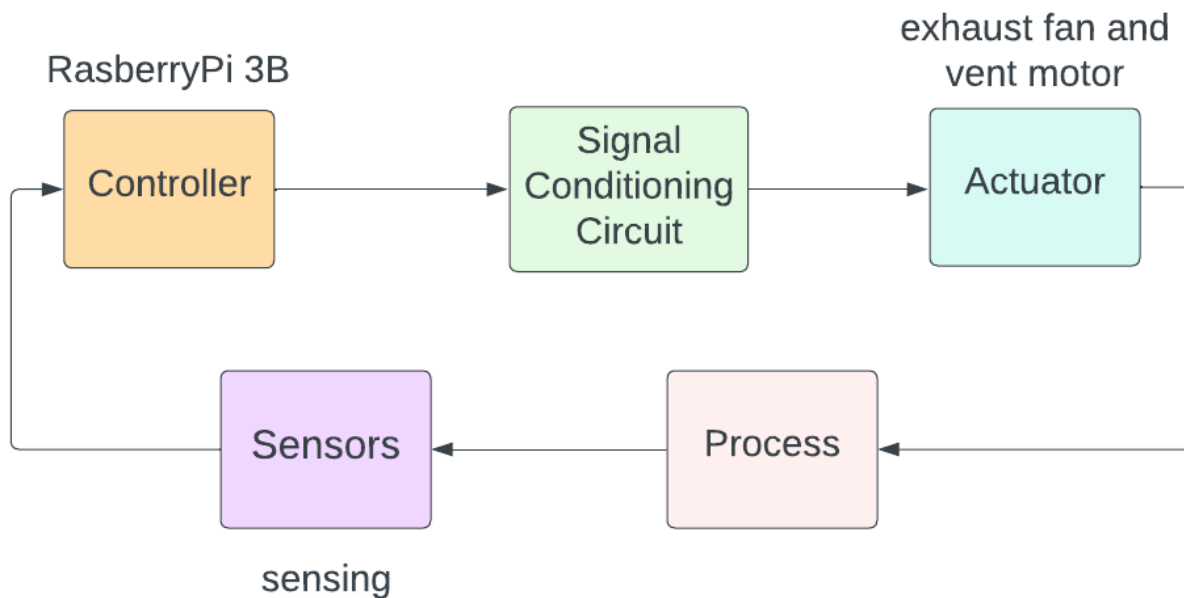 exhaust fan and
vent motor
RasberryPi 3B
Controller
Signal
Conditioning
Circuit
Actuator
Sensors
Process
sensing